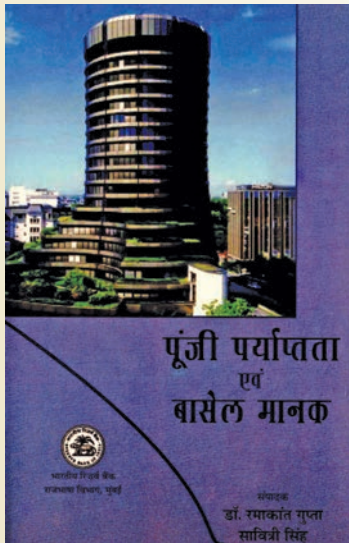 पूंजी पर्याप्तता
एवं
बासेल मानक
भारतीय रिज़र्व बैंक
राजभाषा विभाग, मुंबई
संपादक
डॉ. रमाकांत गुप्ता
सावित्री सिंह